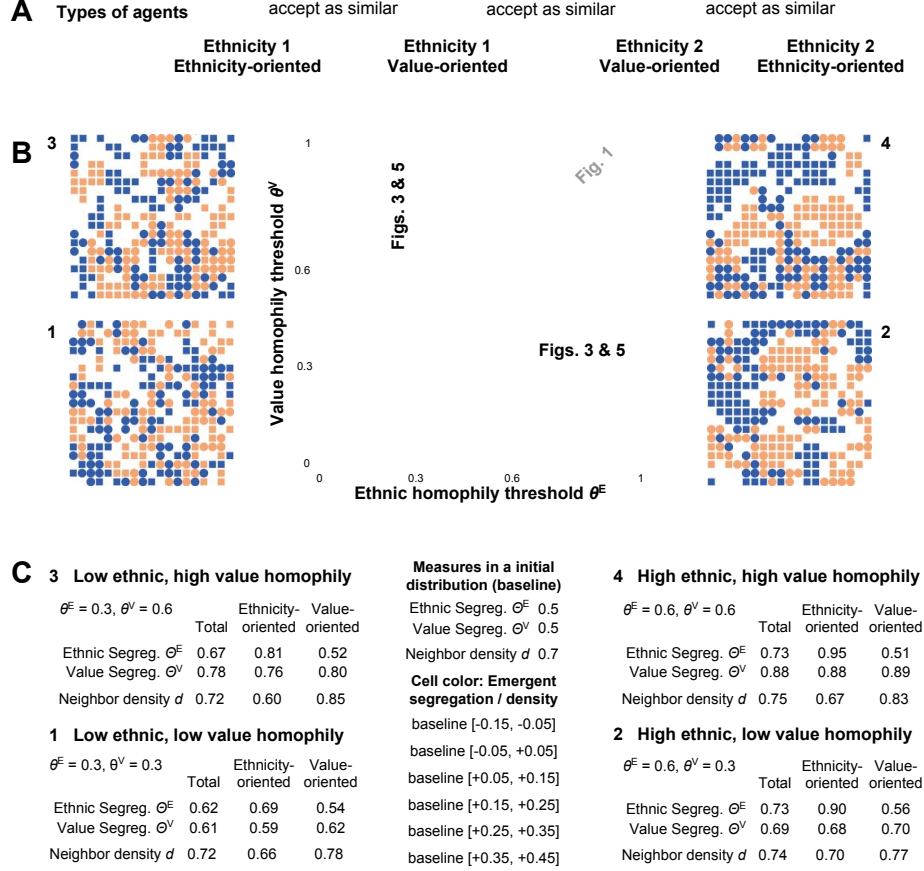 A Types of agents accept as similar accept as similar accept as similar
Ethnicity 1 Ethnicity-oriented
Ethnicity 1 Value-oriented
Ethnicity 2 Value-oriented
Ethnicity 2 Ethnicity-oriented
B
3
4
1
2
Value homophily threshold θV
1
0.6
0.3
0
Figs. 3 & 5
Fig. 1
Figs. 3 & 5
0 0.3 0.6 1
Ethnic homophily threshold θE
C
3 Low ethnic, high value homophily
θE = 0.3, θV = 0.6
Total Ethnicity-oriented Value-oriented
Ethnic Segreg. ΘE 0.67 0.81 0.52
Value Segreg. ΘV 0.78 0.76 0.80
Neighbor density d 0.72 0.60 0.85
1 Low ethnic, low value homophily
θE = 0.3, θV = 0.3
Total Ethnicity-oriented Value-oriented
Ethnic Segreg. ΘE 0.62 0.69 0.54
Value Segreg. ΘV 0.61 0.59 0.62
Neighbor density d 0.72 0.66 0.78
Measures in a initial
distribution (baseline)
Ethnic Segreg. ΘE 0.5
Value Segreg. ΘV 0.5
Neighbor density d 0.7
Cell color: Emergent
segregation / density
baseline [-0.15, -0.05]
baseline [-0.05, +0.05]
baseline [+0.05, +0.15]
baseline [+0.15, +0.25]
baseline [+0.25, +0.35]
baseline [+0.35, +0.45]
4 High ethnic, high value homophily
θE = 0.6, θV = 0.6
Total Ethnicity-oriented Value-oriented
Ethnic Segreg. ΘE 0.73 0.95 0.51
Value Segreg. ΘV 0.88 0.88 0.89
Neighbor density d 0.75 0.67 0.83
2 High ethnic, low value homophily
θE = 0.6, θV = 0.3
Total Ethnicity-oriented Value-oriented
Ethnic Segreg. ΘE 0.73 0.90 0.56
Value Segreg. ΘV 0.69 0.68 0.70
Neighbor density d 0.74 0.70 0.77